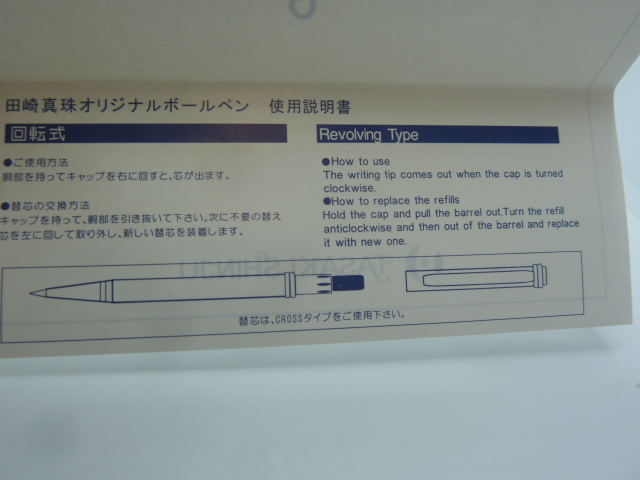 田崎真珠オリジナルボールペン 使用説明書
回転式
●ご使用方法
胴部を持ってキャップを右に回すと、芯が出ます。
●替芯の交換方法
キャップを持って、胴部を引き抜いて下さい。次に不要の替え
芯を左に回して取り外し、新しい替芯を装着します。
Revolving Type
●How to use
The writing tip comes out when the cap is turned
clockwise.
●How to replace the refills
Hold the cap and pull the barrel out.Turn the refill
anticlockwise and then out of the barrel and replace
it with new one.
替芯は、CROSSタイプをご使用下さい。
TASAKI SHINJU